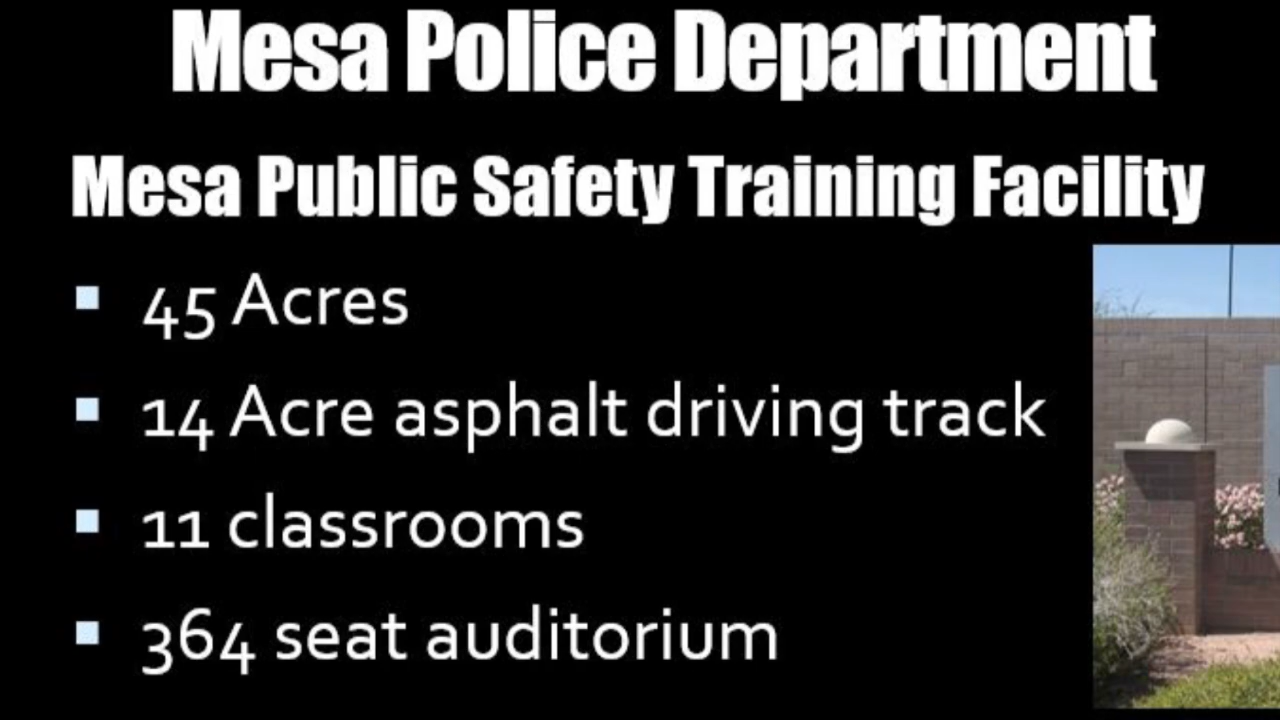 Mesa Police Department
Mesa Public Safety Training Facility
45 Acres
14 Acre asphalt driving track
11 classrooms
364 seat auditorium